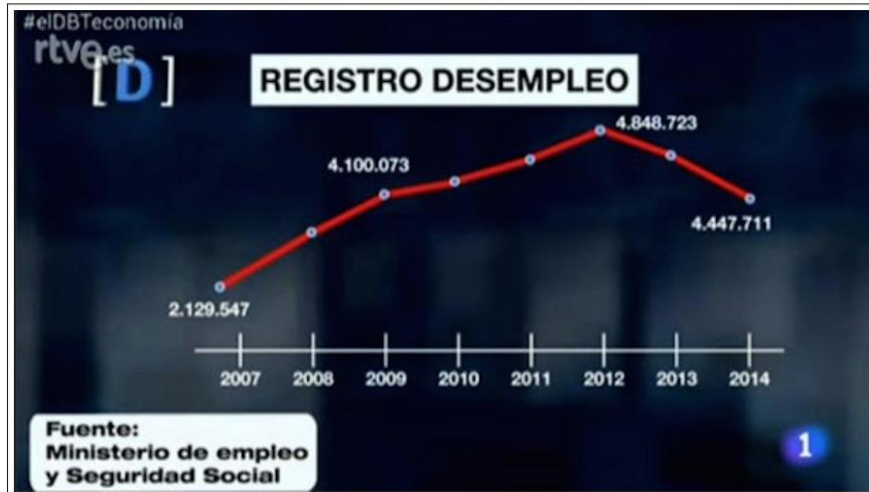 #elDBTeconomía
rtve.es
[D]
REGISTRO DESEMPLEO
4.848.723
4.100.073
4.447.711
2.129.547
2007 2008 2009 2010 2011 2012 2013 2014
Fuente:
Ministerio de empleo
y Seguridad Social
1